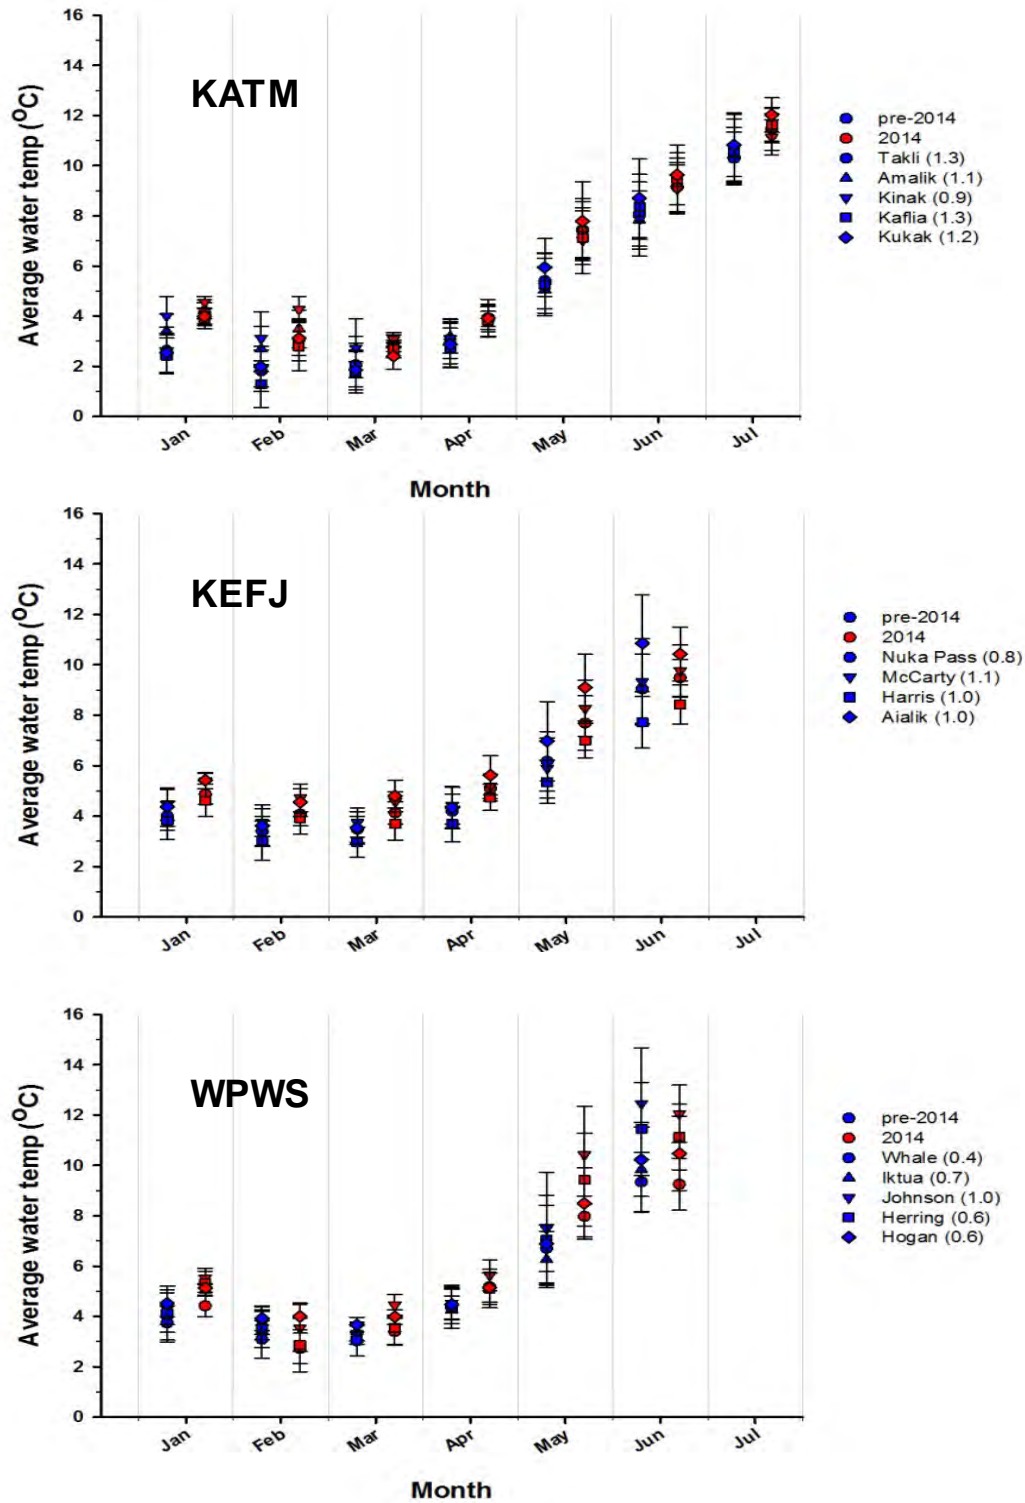 KATM
Average water temp (°C)
16
14
12
10
8
6
4
2
0
Jan
Feb
Mar
Apr
May
Jun
Jul
Month
pre-2014
2014
Takli (1.3)
Amalik (1.1)
Kinak (0.9)
Kaflia (1.3)
Kukak (1.2)
KEFJ
Average water temp (°C)
16
14
12
10
8
6
4
2
0
Jan
Feb
Mar
Apr
May
Jun
Jul
pre-2014
2014
Nuka Pass (0.8)
McCarty (1.1)
Harris (1.0)
Aialik (1.0)
WPWS
Average water temp (°C)
16
14
12
10
8
6
4
2
0
Jan
Feb
Mar
Apr
May
Jun
Jul
Month
pre-2014
2014
Whale (0.4)
Iktua (0.7)
Johnson (1.0)
Herring (0.6)
Hogan (0.6)